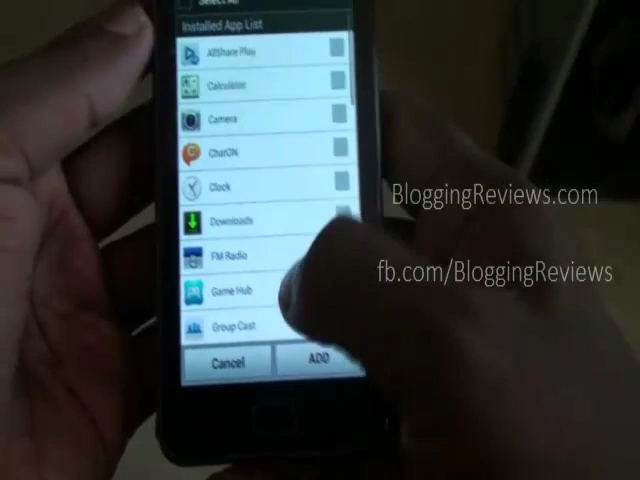 Select All
Installed App List
AllShare Play
Calculator
Camera
ChatON
Clock
Downloads
FM Radio
Game Hub
Group Cast
Cancel
ADD
BloggingReviews.com
fb.com/BloggingReviews